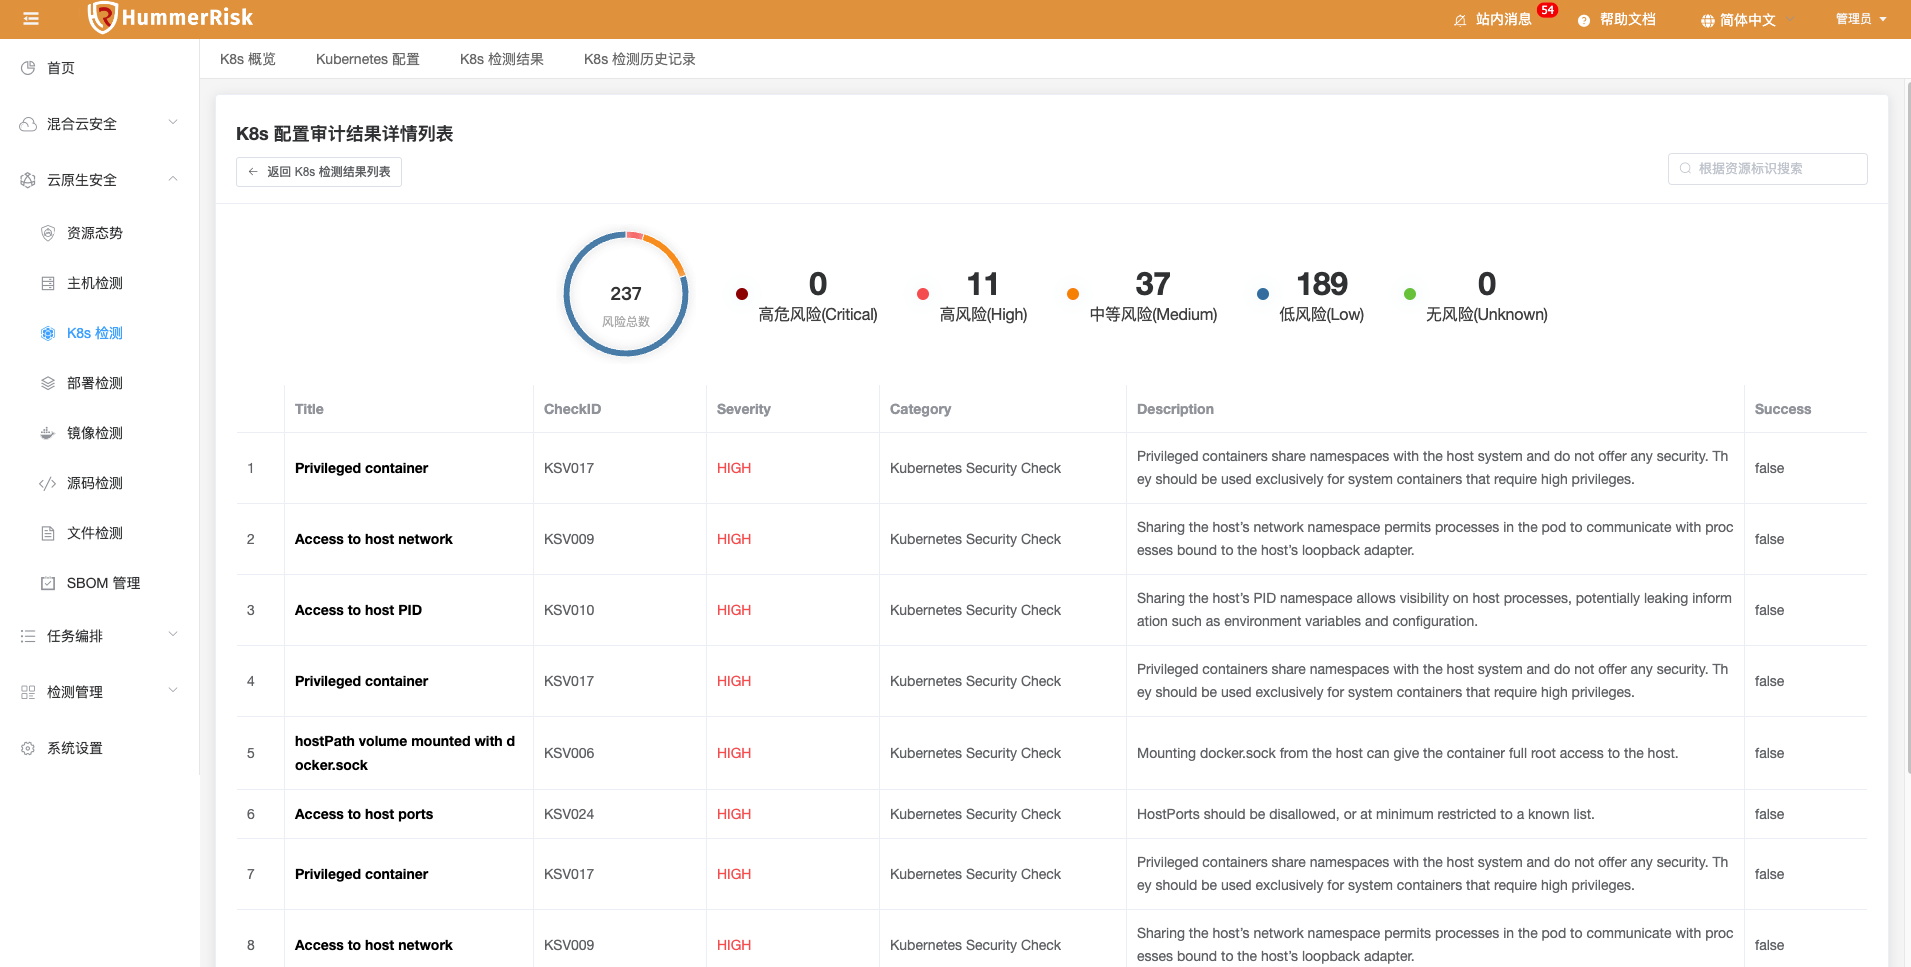 HummerRisk
站内消息 54
帮助文档
简体中文
管理员
首页
混合云安全
云原生安全
资源态势
主机检测
K8s 检测
部署检测
镜像检测
源码检测
文件检测
SBOM 管理
任务编排
检测管理
系统设置
K8s 概览 Kubernetes 配置 K8s 检测结果 K8s 检测历史记录
K8s 配置审计结果详情列表
返回 K8s 检测结果列表
根据资源标识搜索
237
风险总数
0
高危风险(Critical)
11
高风险(High)
37
中等风险(Medium)
189
低风险(Low)
0
无风险(Unknown)
Title CheckID Severity Category Description Success
1 Privileged container KSV017 HIGH Kubernetes Security Check Privileged containers share namespaces with the host system and do not offer any security. Th
ey should be used exclusively for system containers that require high privileges. false
2 Access to host network KSV009 HIGH Kubernetes Security Check Sharing the host’s network namespace permits processes in the pod to communicate with proc
esses bound to the host’s loopback adapter. false
3 Access to host PID KSV010 HIGH Kubernetes Security Check Sharing the host’s PID namespace allows visibility on host processes, potentially leaking inform
ation such as environment variables and configuration. false
4 Privileged container KSV017 HIGH Kubernetes Security Check Privileged containers share namespaces with the host system and do not offer any security. Th
ey should be used exclusively for system containers that require high privileges. false
5 hostPath volume mounted with d
ocker.sock KSV006 HIGH Kubernetes Security Check Mounting docker.sock from the host can give the container full root access to the host. false
6 Access to host ports KSV024 HIGH Kubernetes Security Check HostPorts should be disallowed, or at minimum restricted to a known list. false
7 Privileged container KSV017 HIGH Kubernetes Security Check Privileged containers share namespaces with the host system and do not offer any security. Th
ey should be used exclusively for system containers that require high privileges. false
8 Access to host network KSV009 HIGH Kubernetes Security Check Sharing the host’s network namespace permits processes in the pod to communicate with proc
esses bound to the host’s loopback adapter. false